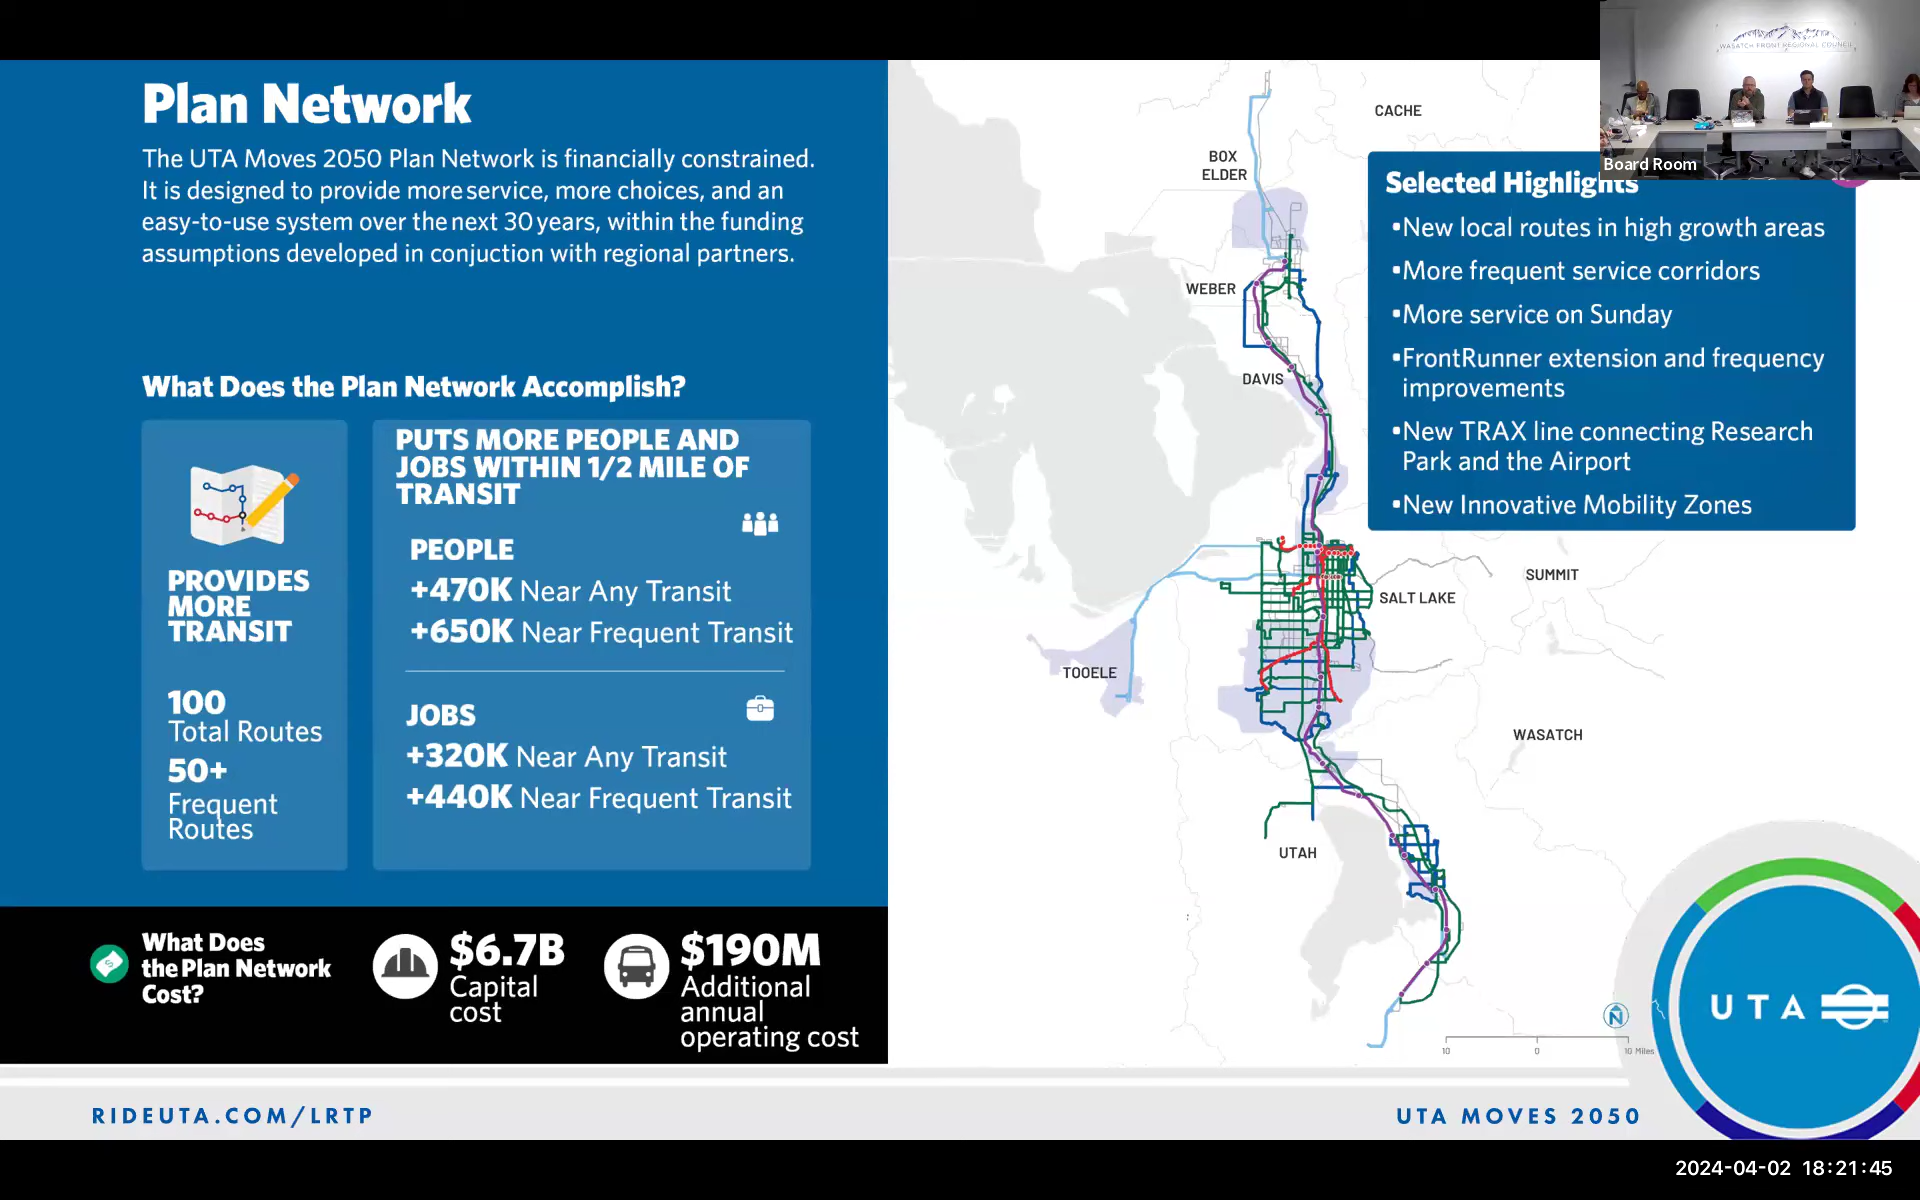 Plan Network
The UTA Moves 2050 Plan Network is financially constrained.
It is designed to provide more service, more choices, and an
easy-to-use system over the next 30 years, within the funding
assumptions developed in conjuction with regional partners.
What Does the Plan Network Accomplish?
PROVIDES
MORE
TRANSIT
100
Total Routes
50+
Frequent
Routes
PUTS MORE PEOPLE AND
JOBS WITHIN 1/2 MILE OF
TRANSIT
PEOPLE
+470K Near Any Transit
+650K Near Frequent Transit
JOBS
+320K Near Any Transit
+440K Near Frequent Transit
What Does
the Plan Network
Cost?
$6.7B
Capital
cost
$190M
Additional
annual
operating cost
CACHE
BOX
ELDER
WEBER
DAVIS
SUMMIT
SALT LAKE
TOOELE
WASATCH
UTAH
WASATCH FRONT REGIONAL COUNCIL
Board Room
Selected Highlights
▪New local routes in high growth areas
▪More frequent service corridors
▪More service on Sunday
▪FrontRunner extension and frequency
improvements
▪New TRAX line connecting Research
Park and the Airport
▪New Innovative Mobility Zones
N
10 0 10 Miles
UTA
RIDEUTA.COM/LRTP
UTA MOVES 2050
2024-04-02 18:21:45